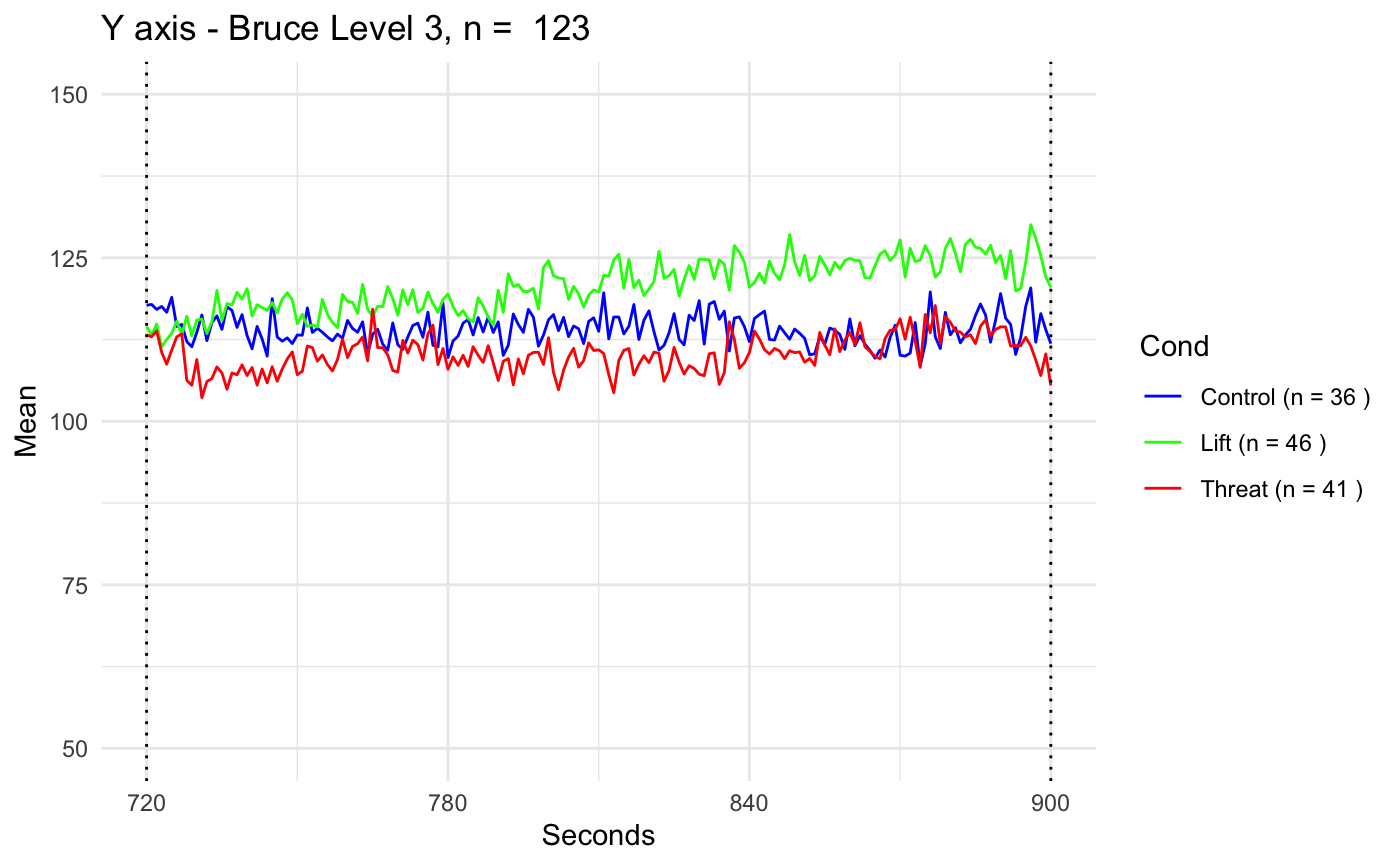 Y axis - Bruce Level 3, n =  123
150
125
100
75
50
Mean
720
780
840
900
Seconds
Cond
Control (n = 36 )
Lift (n = 46 )
Threat (n = 41 )